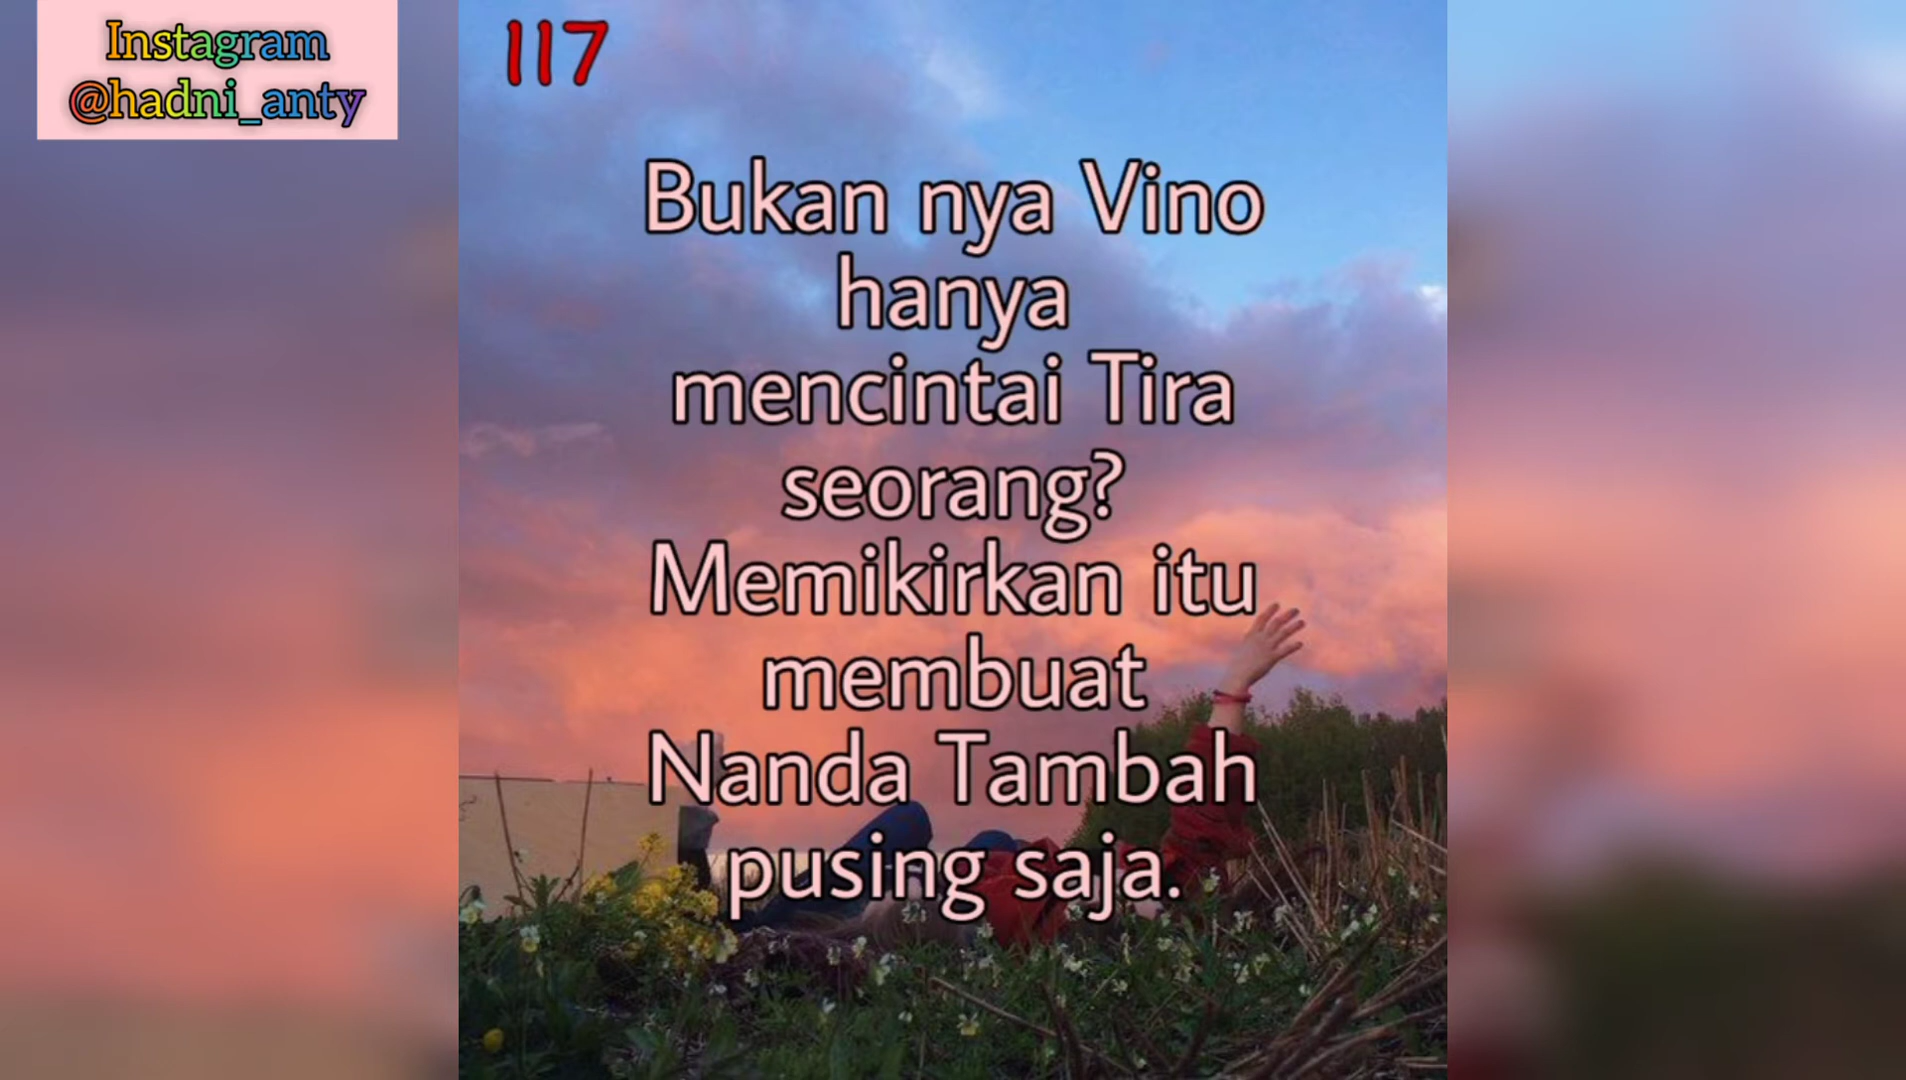 Instagram
@hadni_anty
117
Bukan nya Vino
hanya
mencintai Tira
seorang?
Memikirkan itu
membuat
Nanda Tambah
pusing saja.